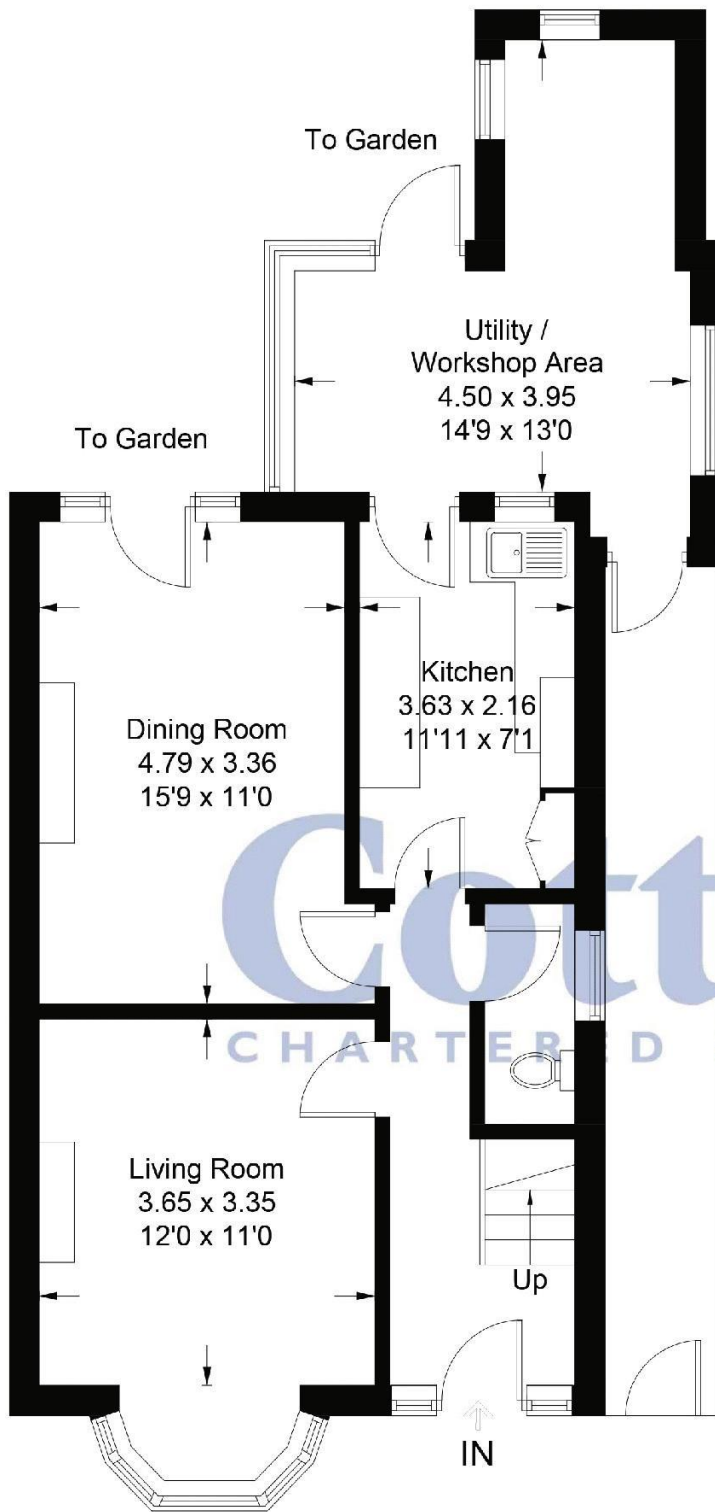 To Garden
Utility /
Workshop Area
4.50 x 3.95
14'9 x 13'0
To Garden
Kitchen
3.63 x 2.16
11'11 x 7'1
Dining Room
4.79 x 3.36
15'9 x 11'0
Cott
CHARTERED
Living Room
3.65 x 3.35
12'0 x 11'0
Up
IN